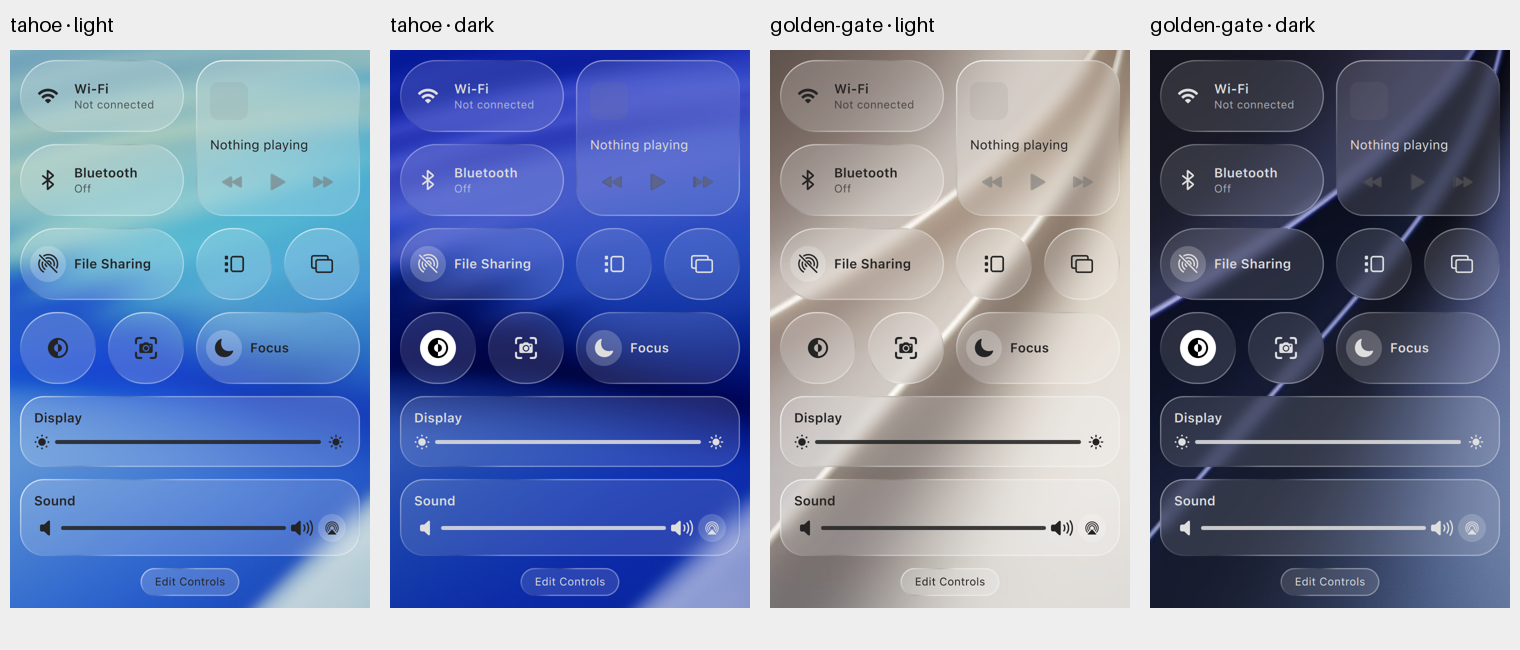 tahoe · light
Wi-Fi
Not connected
Nothing playing
Bluetooth
Off
File Sharing
Focus
Display
Sound
Edit Controls
tahoe · dark
Wi-Fi
Not connected
Nothing playing
Bluetooth
Off
File Sharing
Focus
Display
Sound
Edit Controls
golden-gate · light
Wi-Fi
Not connected
Nothing playing
Bluetooth
Off
File Sharing
Focus
Display
Sound
Edit Controls
golden-gate · dark
Wi-Fi
Not connected
Nothing playing
Bluetooth
Off
File Sharing
Focus
Display
Sound
Edit Controls